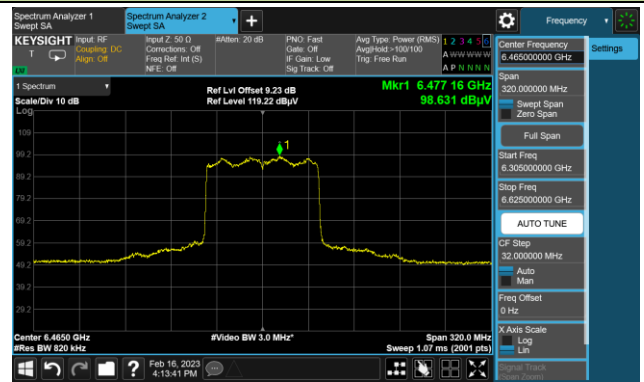 Spectrum Analyzer 1
Swept SA
Spectrum Analyzer 2
Swept SA
Frequency
KEYSIGHT
Input: RF
Coupling: DC
Align: Off
Input Z: 50 Ω
Corrections: Off
Freq Ref: Int (S)
NFE: Off
#Atten: 20 dB
PNO: Fast
Gate: Off
IF Gain: Low
Sig Track: Off
Avg Type: Power (RMS)
Avg|Hold >100/100
Trig: Free Run
1 2 3 4 5 6
A W W W W W
A P N N N N
LW
1 Spectrum
Scale/Div 10 dB
Log
Ref Lvl Offset 9.23 dB
Ref Level 119.22 dBµV
Mkr1 6.477 16 GHz
98.631 dBµV
1
109
99.2
89.2
79.2
69.2
59.2
49.2
39.2
29.2
Center 6.4650 GHz
#Res BW 820 kHz
#Video BW 3.0 MHz*
Span 320.0 MHz
Sweep 1.07 ms (2001 pts)
Feb 16, 2023
4:13:41 PM
Center Frequency
6.465000000 GHz
Settings
Span
320.000000 MHz
Swept Span
Zero Span
Full Span
Start Freq
6.305000000 GHz
Stop Freq
6.625000000 GHz
AUTO TUNE
CF Step
32.000000 MHz
Auto
Man
Freq Offset
0 Hz
X Axis Scale
Log
Lin
Signal Track
(Span Zoom)